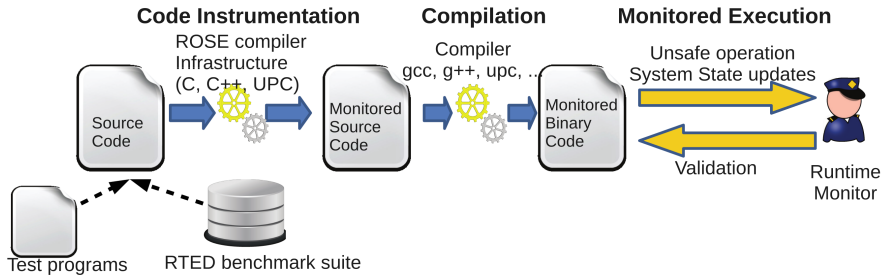 Code Instrumentation
Compilation
Monitored Execution
ROSE compiler
Infrastructure
(C, C++, UPC)
Compiler
gcc, g++, upc, ...
Unsafe operation
System State updates
Source
Code
Monitored
Source
Code
Monitored
Binary
Code
Validation
Runtime
Monitor
Test programs
RTED benchmark suite